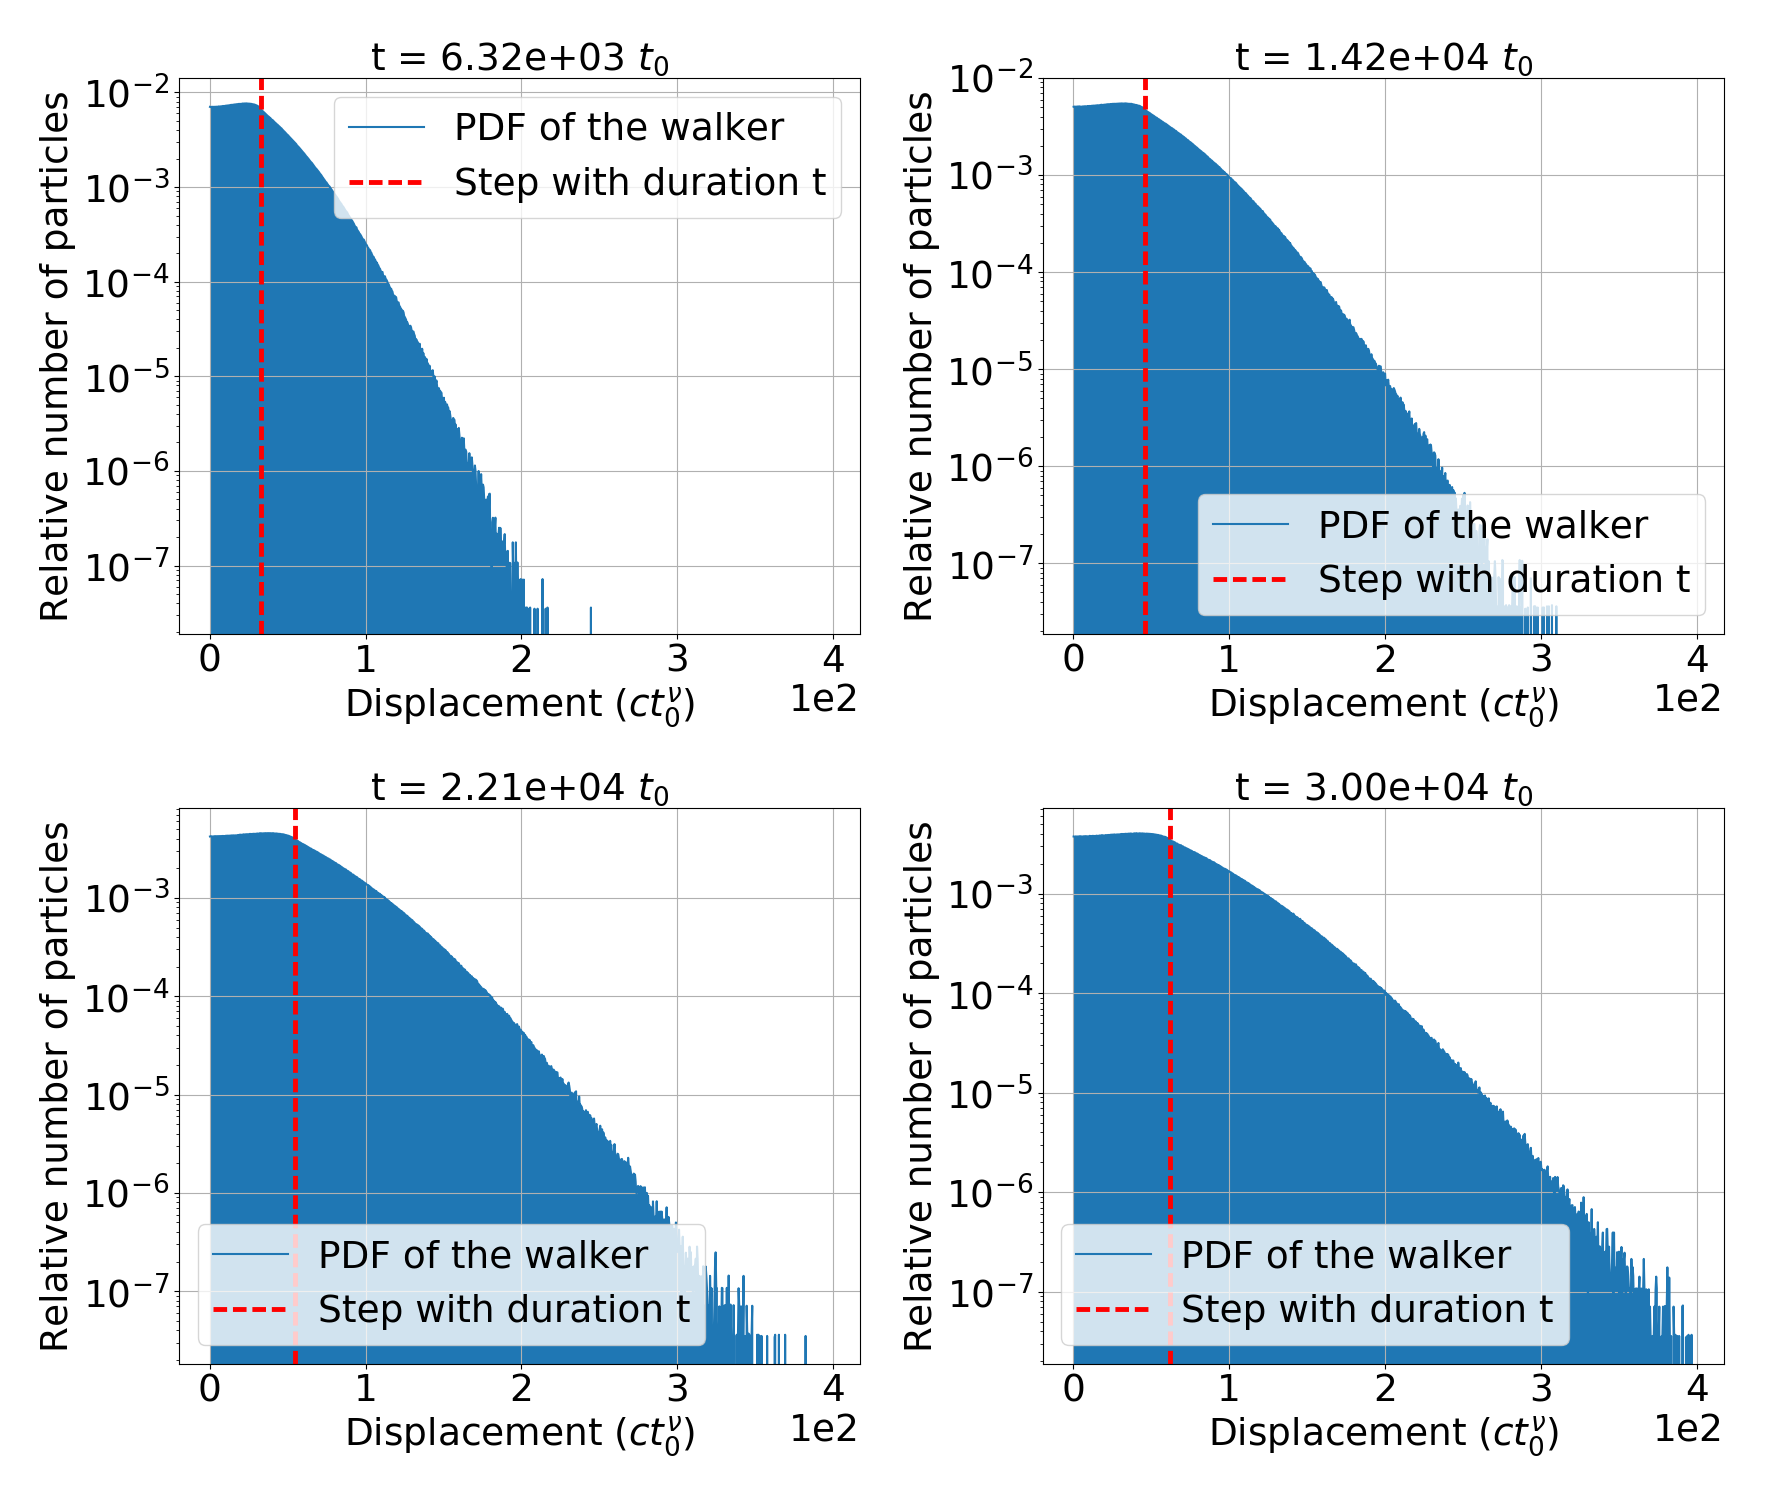 t = 6.32e+03 t₀
Relative number of particles
10⁻²
10⁻³
10⁻⁴
10⁻⁵
10⁻⁶
10⁻⁷
PDF of the walker
Step with duration t
0 1 2 3 4
1e2
Displacement (ct₀^ν)
t = 1.42e+04 t₀
Relative number of particles
10⁻²
10⁻³
10⁻⁴
10⁻⁵
10⁻⁶
10⁻⁷
PDF of the walker
Step with duration t
0 1 2 3 4
1e2
Displacement (ct₀^ν)
t = 2.21e+04 t₀
Relative number of particles
10⁻³
10⁻⁴
10⁻⁵
10⁻⁶
10⁻⁷
PDF of the walker
Step with duration t
0 1 2 3 4
1e2
Displacement (ct₀^ν)
t = 3.00e+04 t₀
Relative number of particles
10⁻³
10⁻⁴
10⁻⁵
10⁻⁶
10⁻⁷
PDF of the walker
Step with duration t
0 1 2 3 4
1e2
Displacement (ct₀^ν)